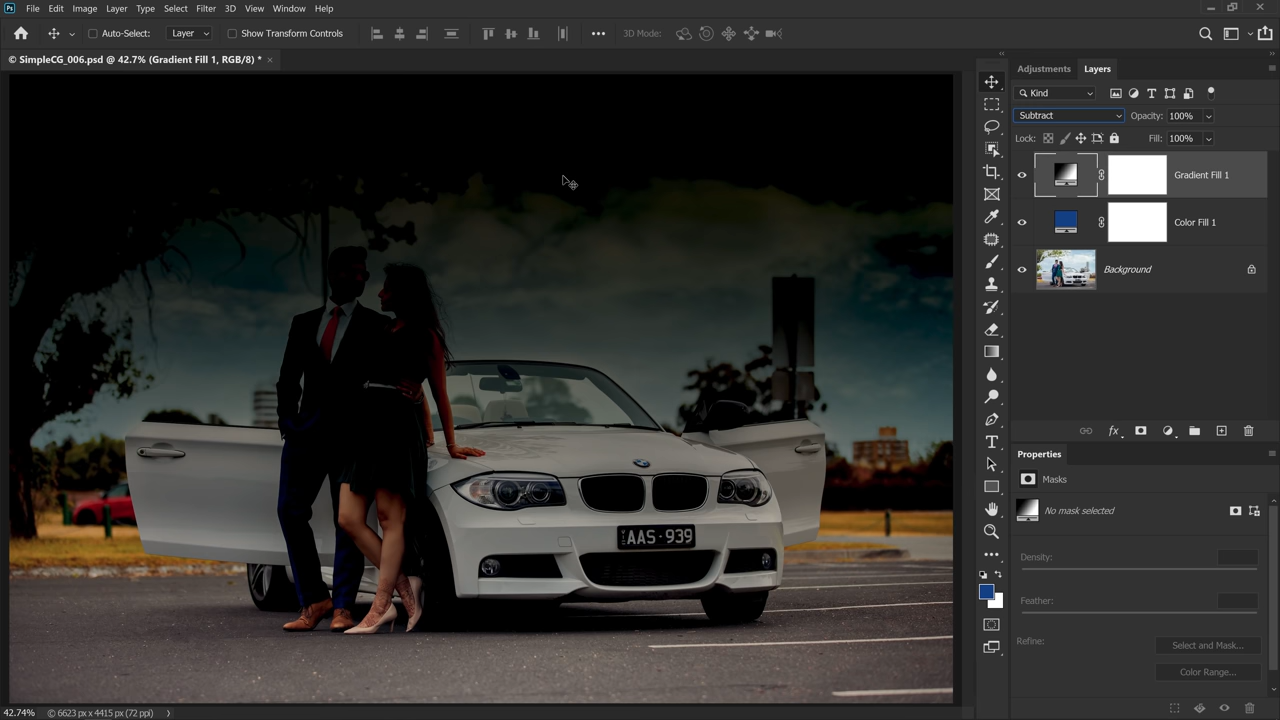 File Edit Image Layer Type Select Filter 3D View Window Help
Auto-Select: Layer Show Transform Controls 3D Mode:
© SimpleCG_006.psd @ 42.7% (Gradient Fill 1, RGB/8) * ×
Adjustments Layers
Kind
Subtract Opacity: 100%
Lock: Fill: 100%
Gradient Fill 1
Color Fill 1
Background
Properties
Masks
No mask selected
Density:
Feather:
Refine: Select and Mask...
Color Range...
AAS·939
42.74% © 6623 px x 4415 px (72 ppi)